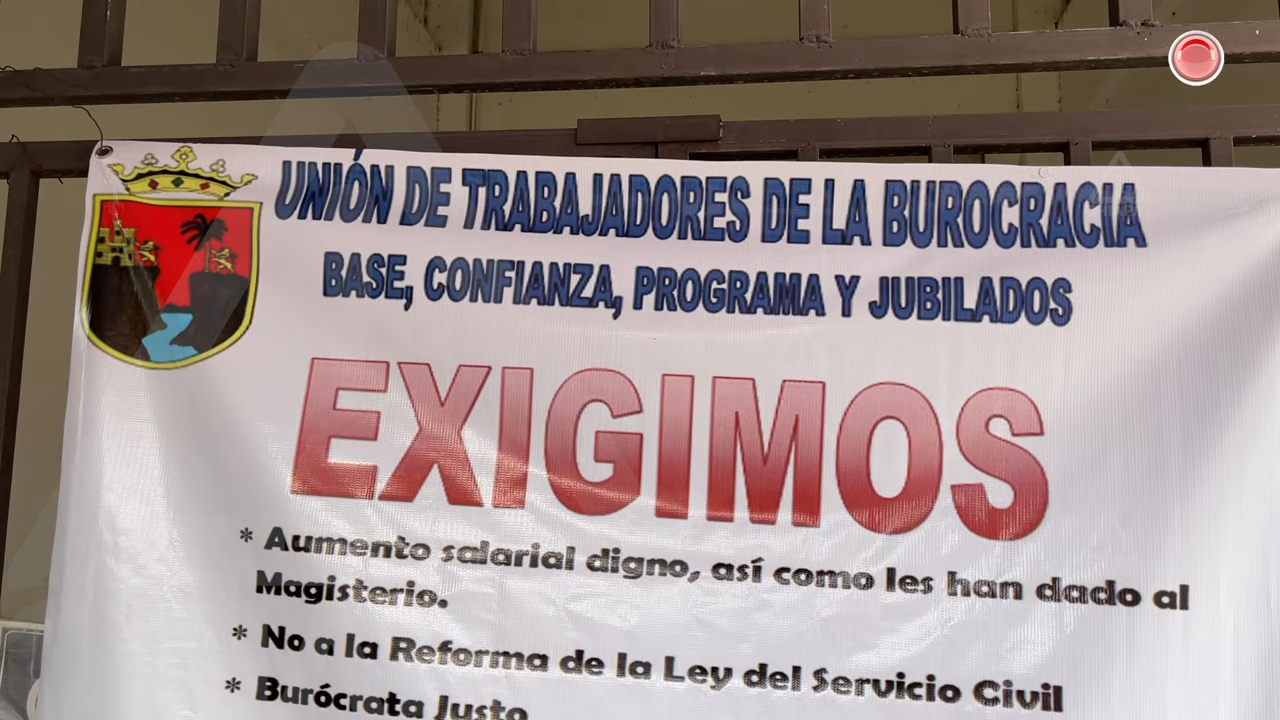 UNIÓN DE TRABAJADORES DE LA BUROCRACIA
BASE, CONFIANZA, PROGRAMA Y JUBILADOS
EXIGIMOS
* Aumento salarial digno, así como les han dado al
Magisterio.
* No a la Reforma de la Ley del Servicio Civil
* Burócrata Justo